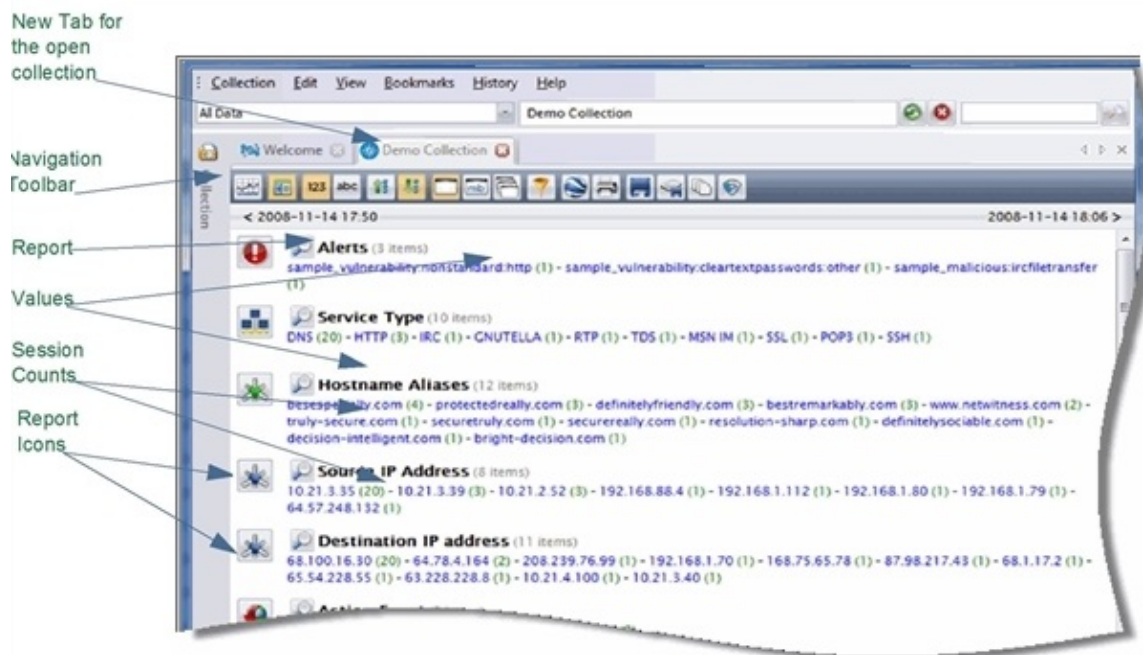 New Tab for
the open
collection
Navigation
Toolbar
Report
Values
Session
Counts
Report
Icons
Collection Edit View Bookmarks History Help
All Data Demo Collection
Welcome Demo Collection
Collection
123 abc
< 2008-11-14 17:50 2008-11-14 18:06 >
Alerts (3 items)
sample_vulnerability:nonstandard:http (1) - sample_vulnerability:cleartextpasswords:other (1) - sample_malicious:ircfiletransfer
(1)
Service Type (10 items)
DNS (20) - HTTP (3) - IRC (1) - GNUTELLA (1) - RTP (1) - TDS (1) - MSN IM (1) - SSL (1) - POP3 (1) - SSH (1)
Hostname Aliases (12 items)
besespecially.com (4) - protectedreally.com (3) - definitelyfriendly.com (3) - bestremarkably.com (3) - www.netwitness.com (2) -
truly-secure.com (1) - securetruly.com (1) - securereally.com (1) - resolution-sharp.com (1) - definitelysociable.com (1) -
decision-intelligent.com (1) - bright-decision.com (1)
Source IP Address (8 items)
10.21.3.35 (20) - 10.21.3.39 (3) - 10.21.2.52 (3) - 192.168.88.4 (1) - 192.168.1.112 (1) - 192.168.1.80 (1) - 192.168.1.79 (1) -
64.57.248.132 (1)
Destination IP address (11 items)
68.100.16.30 (20) - 64.78.4.164 (2) - 208.239.76.99 (1) - 192.168.1.70 (1) - 168.75.65.78 (1) - 87.98.217.43 (1) - 68.1.17.2 (1) -
65.54.228.55 (1) - 63.228.228.8 (1) - 10.21.4.100 (1) - 10.21.3.40 (1)